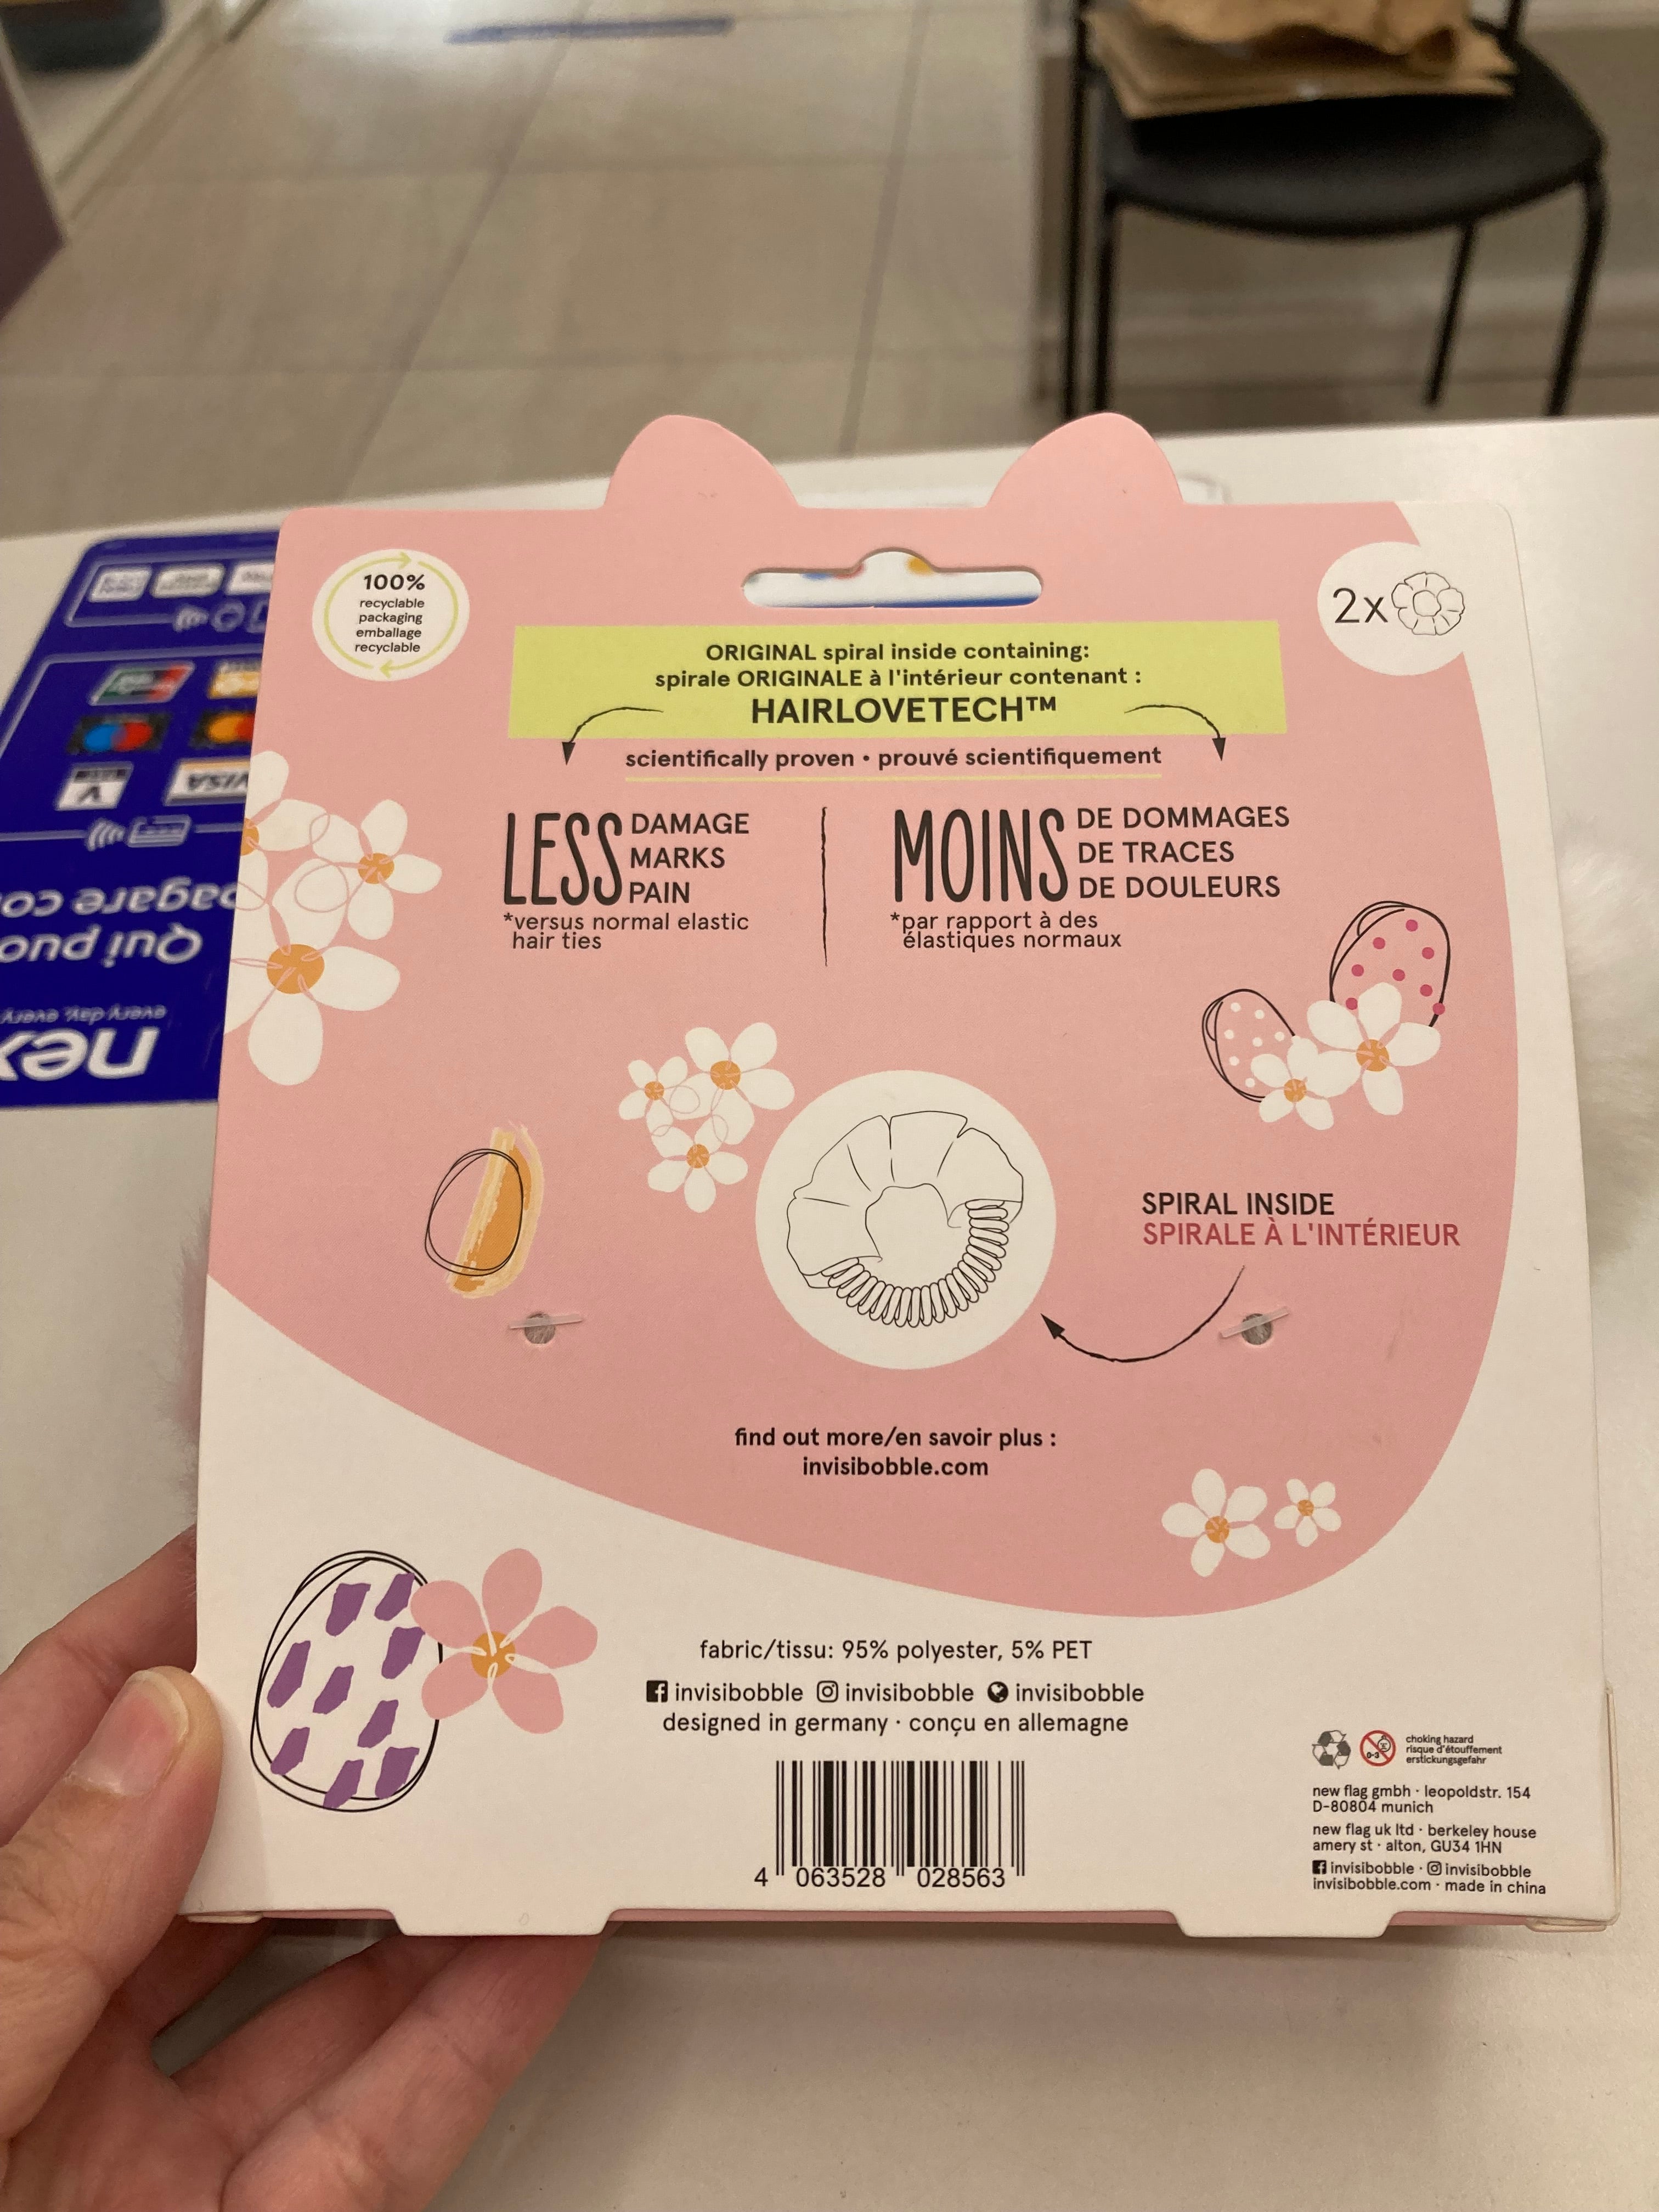 100%
recyclable
packaging
emballage
recyclable
2x
ORIGINAL spiral inside containing:
spirale ORIGINALE à l'intérieur contenant :
HAIRLOVETECH™
scientifically proven • prouvé scientifiquement
LESS DAMAGE
MARKS
PAIN
*versus normal elastic
hair ties
MOINS DE DOMMAGES
DE TRACES
DE DOULEURS
*par rapport à des
élastiques normaux
SPIRAL INSIDE
SPIRALE À L'INTÉRIEUR
find out more/en savoir plus :
invisibobble.com
fabric/tissu: 95% polyester, 5% PET
invisibobble invisibobble invisibobble
designed in germany · conçu en allemagne
4 063528 028563
0-3
choking hazard
risque d'étouffement
erstickungsgefahr
new flag gmbh · leopoldstr. 154
D-80804 munich
new flag uk ltd · berkeley house
amery st · alton, GU34 1HN
invisibobble · invisibobble
invisibobble.com · made in china
nex
every day, every
Qui puo
pagare co
V
VISA